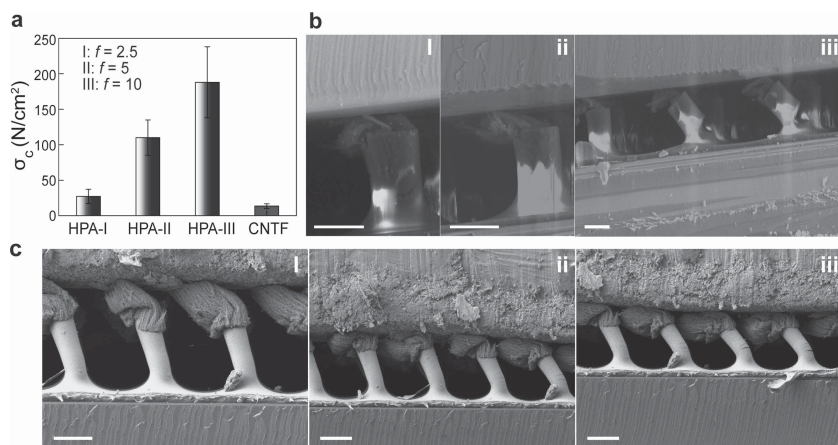 a
250
200
150
100
50
0
σc (N/cm²)
I: f = 2.5
II: f = 5
III: f = 10
HPA-I
HPA-II
HPA-III
CNTF
b
i
ii
iii
c
i
ii
iii